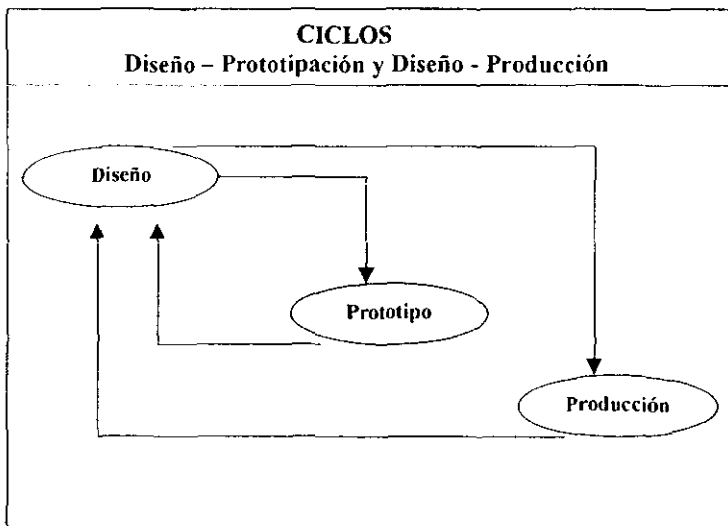 CICLOS
Diseño – Prototipación y Diseño - Producción
Diseño
Prototipo
Producción